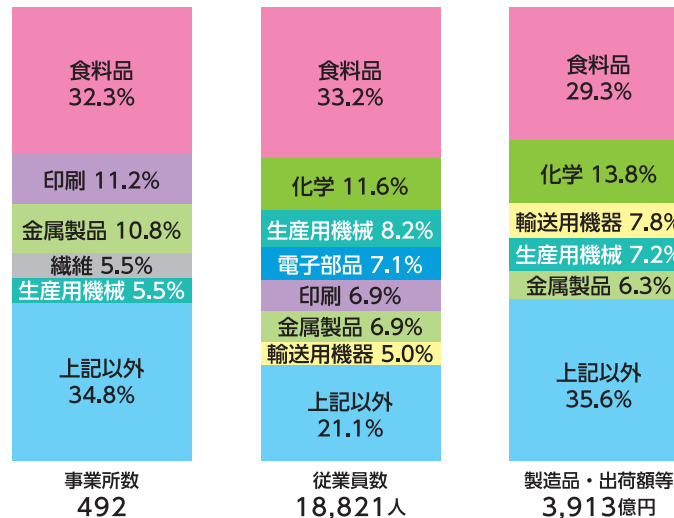 食料品
32.3%
印刷 11.2%
金属製品 10.8%
繊維 5.5%
生産用機械 5.5%
上記以外
34.8%
事業所数
492
食料品
33.2%
化学 11.6%
生産用機械 8.2%
電子部品 7.1%
印刷 6.9%
金属製品 6.9%
輸送用機器 5.0%
上記以外
21.1%
従業員数
18,821人
食料品
29.3%
化学 13.8%
輸送用機器 7.8%
生産用機械 7.2%
金属製品 6.3%
上記以外
35.6%
製造品・出荷額等
3,913億円